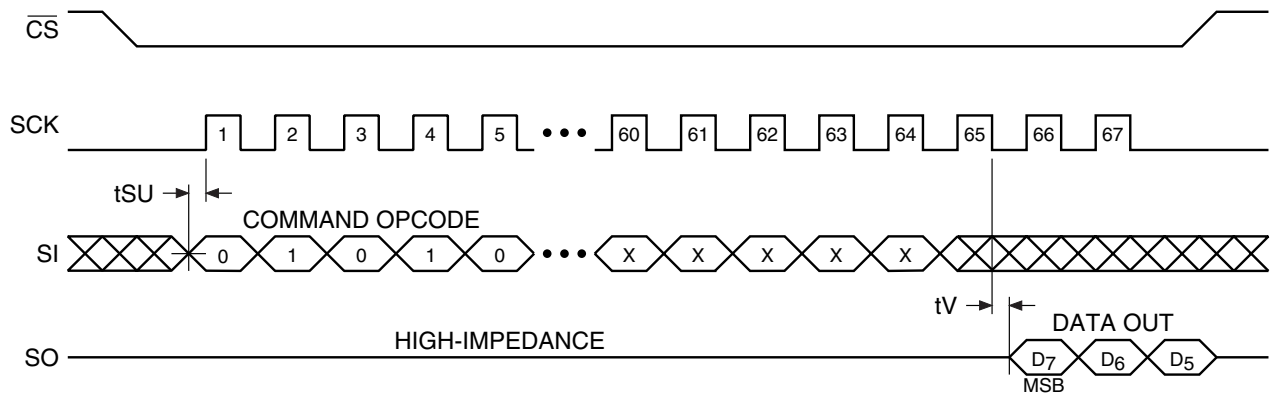 CS
SCK 1 2 3 4 5 ••• 60 61 62 63 64 65 66 67
tSU
COMMAND OPCODE
SI 0 1 0 1 0 ••• X X X X X
tV
DATA OUT
HIGH-IMPEDANCE
SO D7 D6 D5
MSB